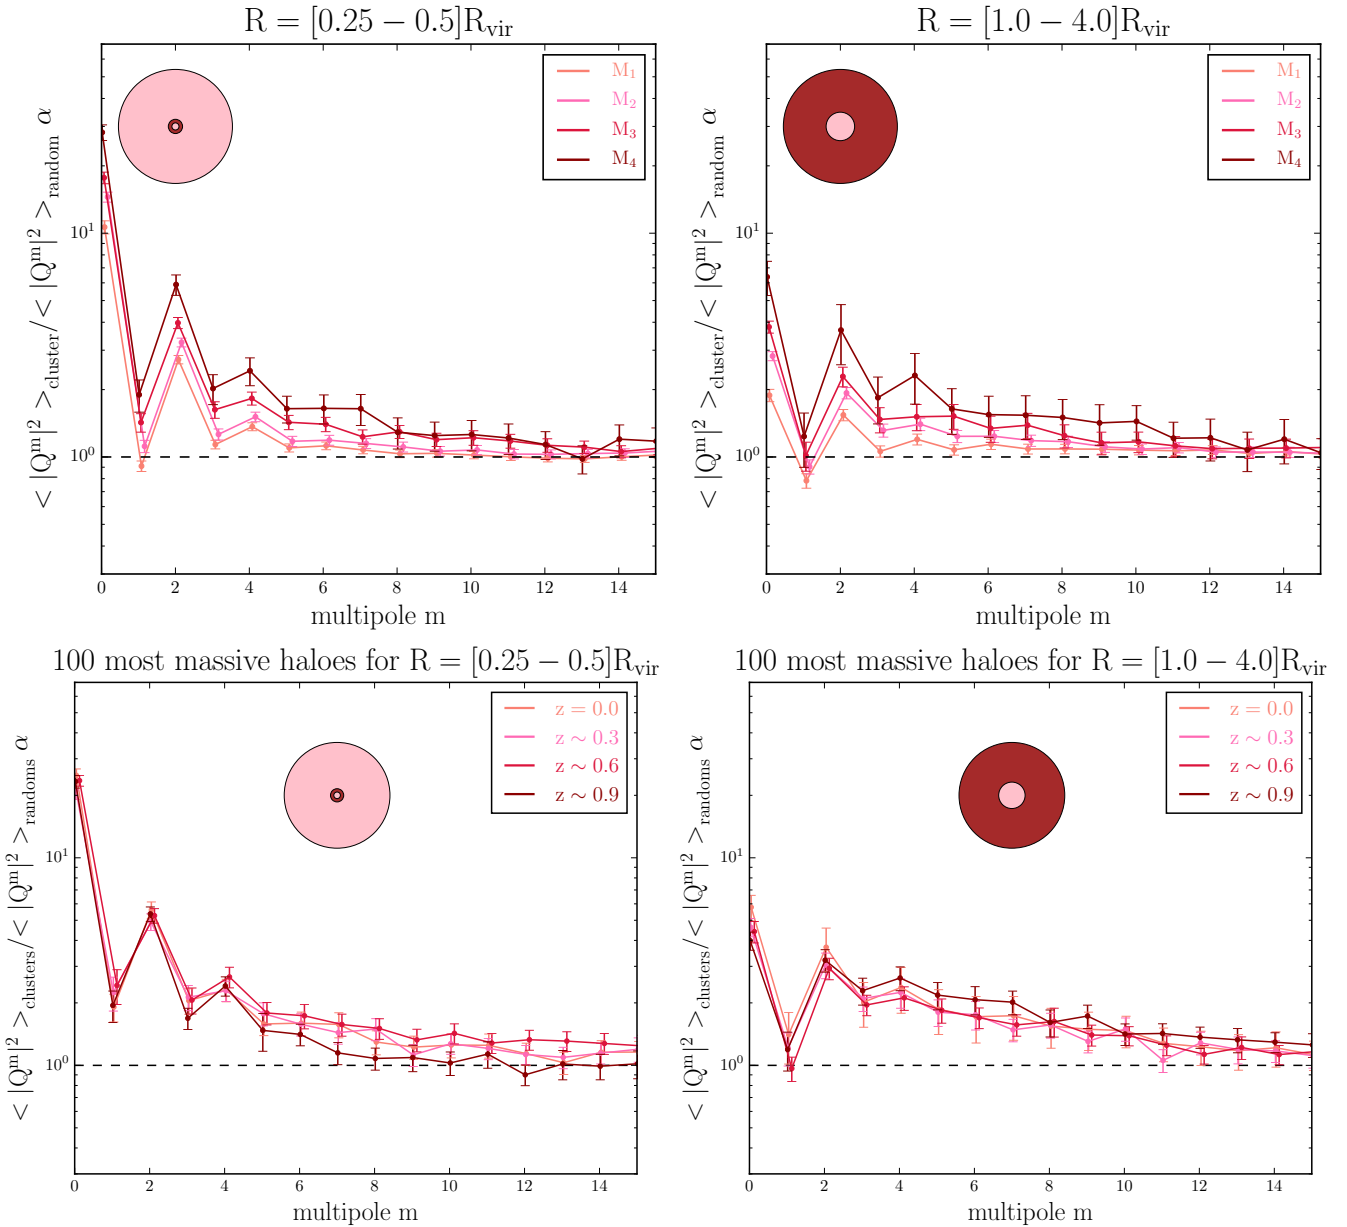 R = [0.25 − 0.5]R_vir
< |Q^m|^2 >_cluster / < |Q^m|^2 >_random α
10^1
10^0
M_1
M_2
M_3
M_4
0 2 4 6 8 10 12 14
multipole m
R = [1.0 − 4.0]R_vir
< |Q^m|^2 >_cluster / < |Q^m|^2 >_random α
10^1
10^0
M_1
M_2
M_3
M_4
0 2 4 6 8 10 12 14
multipole m
100 most massive haloes for R = [0.25 − 0.5]R_vir
< |Q^m|^2 >_clusters / < |Q^m|^2 >_randoms α
10^1
10^0
z = 0.0
z ∼ 0.3
z ∼ 0.6
z ∼ 0.9
0 2 4 6 8 10 12 14
multipole m
100 most massive haloes for R = [1.0 − 4.0]R_vir
< |Q^m|^2 >_clusters / < |Q^m|^2 >_randoms α
10^1
10^0
z = 0.0
z ∼ 0.3
z ∼ 0.6
z ∼ 0.9
0 2 4 6 8 10 12 14
multipole m